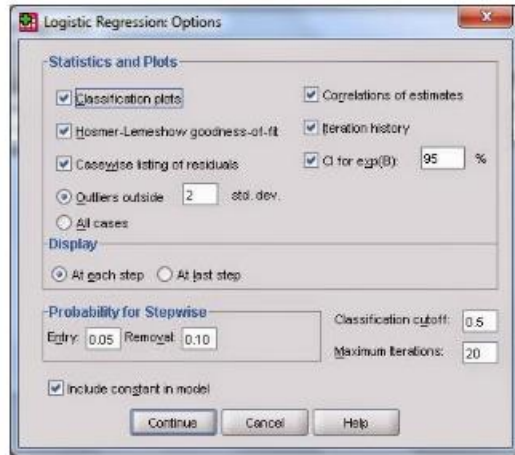 Logistic Regression: Options
Statistics and Plots
Classification plots
Correlations of estimates
Hosmer-Lemeshow goodness-of-fit
Iteration history
Casewise listing of residuals
CI for exp(B): 95 %
Outliers outside 2 std. dev.
All cases
Display
At each step At last step
Probability for Stepwise
Classification cutoff: 0.5
Entry: 0.05 Removal: 0.10
Maximum Iterations: 20
Include constant in model
Continue Cancel Help